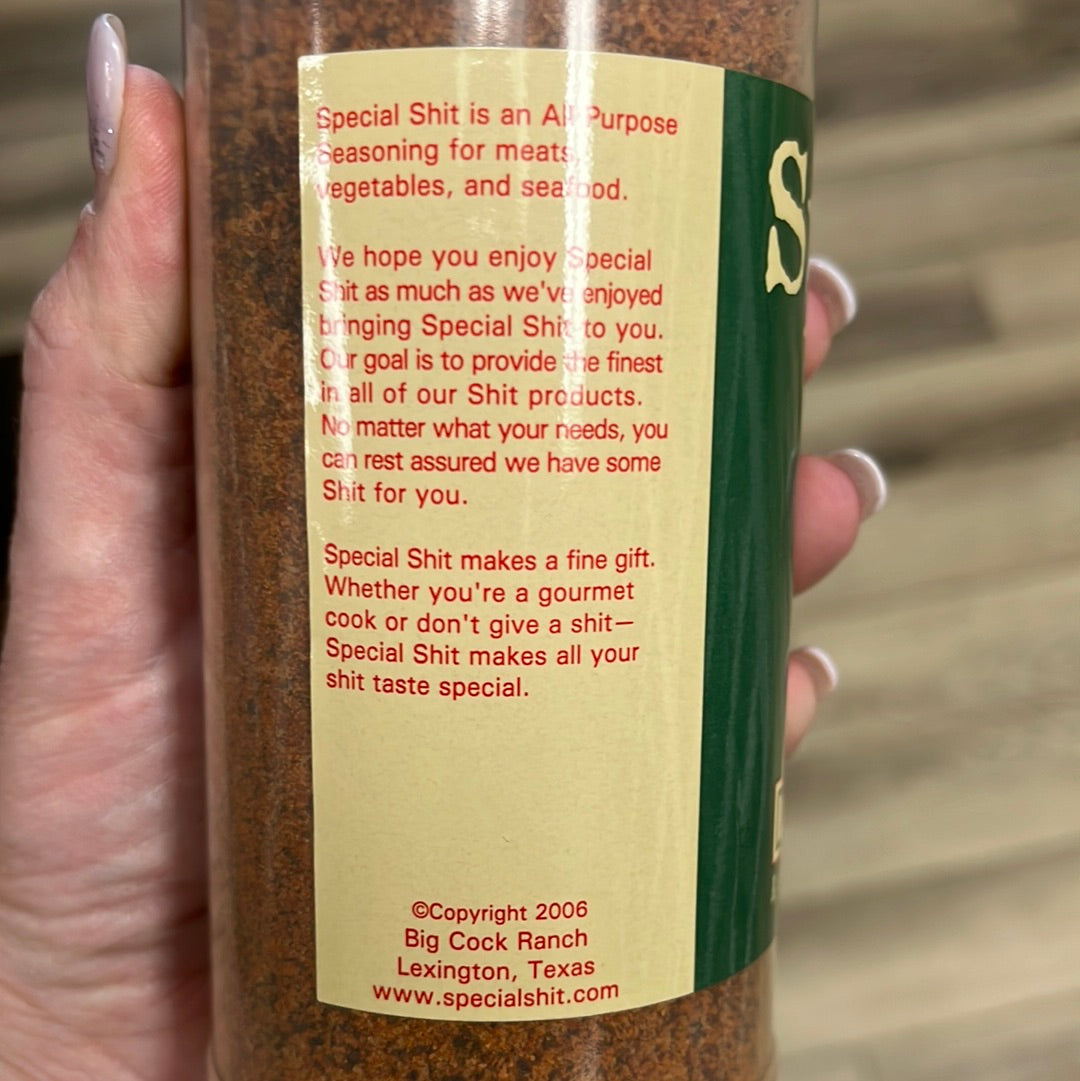 Special Shit is an All Purpose
Seasoning for meats,
vegetables, and seafood.
We hope you enjoy Special
Shit as much as we've enjoyed
bringing Special Shit to you.
Our goal is to provide the finest
in all of our Shit products.
No matter what your needs, you
can rest assured we have some
Shit for you.
Special Shit makes a fine gift.
Whether you're a gourmet
cook or don't give a shit—
Special Shit makes all your
shit taste special.
©Copyright 2006
Big Cock Ranch
Lexington, Texas
www.specialshit.com